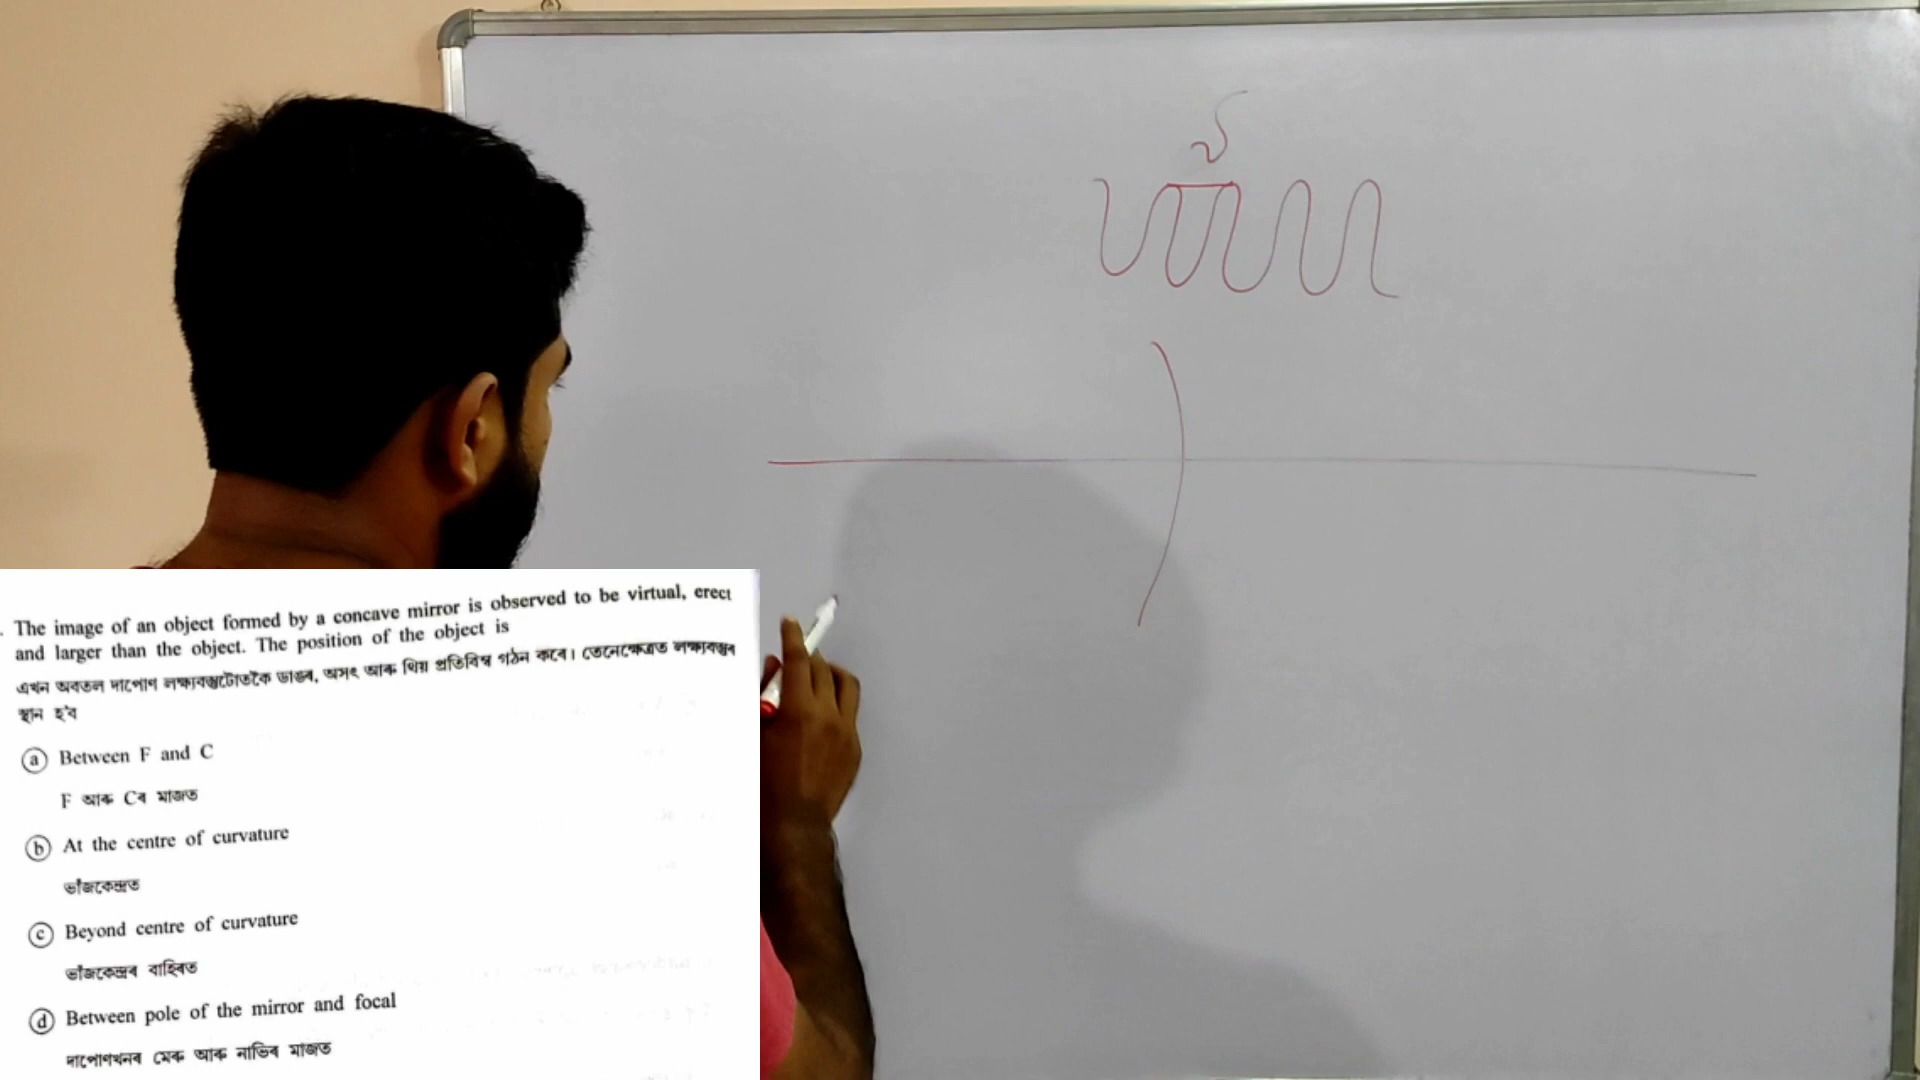 . The image of an object formed by a concave mirror is observed to be virtual, erect
and larger than the object. The position of the object is
এখন অবতল দাপোণ লক্ষ্যবস্তুটোতকৈ ডাঙৰ, অসৎ আৰু থিয় প্ৰতিবিম্ব গঠন কৰে। তেনেক্ষেত্ৰত লক্ষ্যবস্তুৰ
স্থান হ'ব
(a) Between F and C
F আৰু Cৰ মাজত
(b) At the centre of curvature
ভাঁজকেন্দ্ৰত
(c) Beyond centre of curvature
ভাঁজকেন্দ্ৰৰ বাহিৰত
(d) Between pole of the mirror and focal
দাপোণখনৰ মেৰু আৰু নাভিৰ মাজত